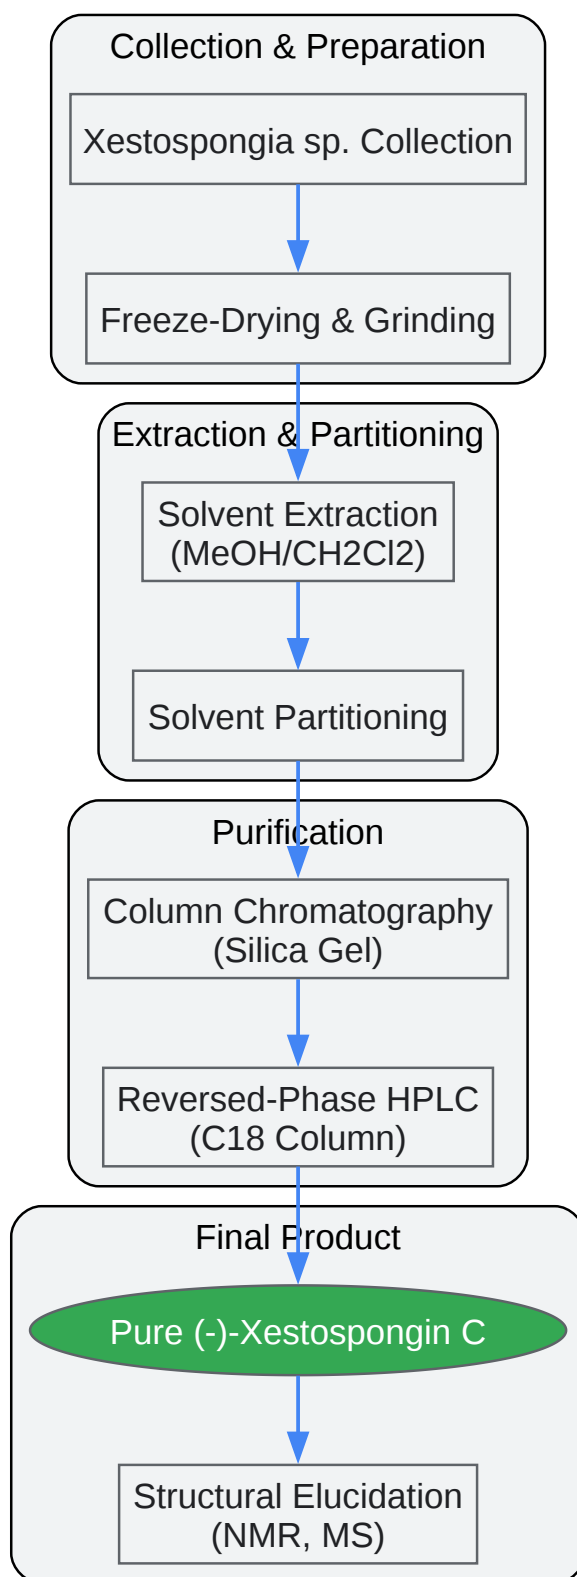 Collection & Preparation
Xestospongia sp. Collection
Freeze-Drying & Grinding
Extraction & Partitioning
Solvent Extraction
(MeOH/CH2Cl2)
Solvent Partitioning
Purification
Column Chromatography
(Silica Gel)
Reversed-Phase HPLC
(C18 Column)
Final Product
Pure (-)-Xestospongin C
Structural Elucidation
(NMR, MS)